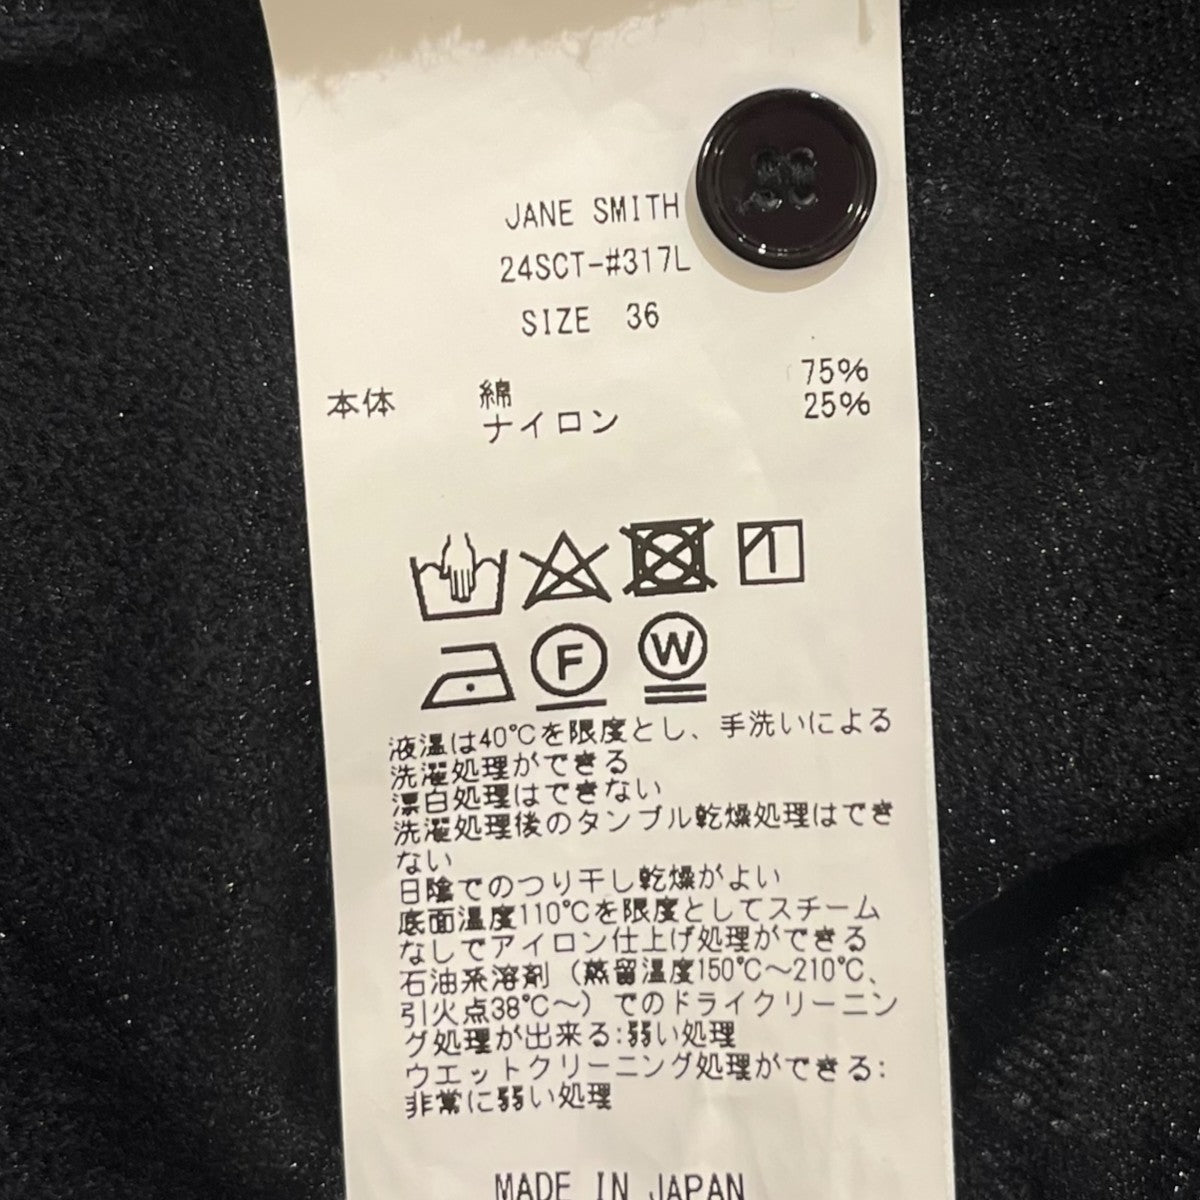 JANE SMITH
24SCT-#317L
SIZE 36
本体 綿 75%
ナイロン 25%
F W
液温は40℃を限度とし、手洗いによる
洗濯処理ができる
漂白処理はできない
洗濯処理後のタンブル乾燥処理はでき
ない
日陰でのつり干し乾燥がよい
底面温度110℃を限度としてスチーム
なしでアイロン仕上げ処理ができる
石油系溶剤（蒸留温度150℃～210℃、
引火点38℃～）でのドライクリーニン
グ処理が出来る:弱い処理
ウエットクリーニング処理ができる:
非常に弱い処理
MADE IN JAPAN